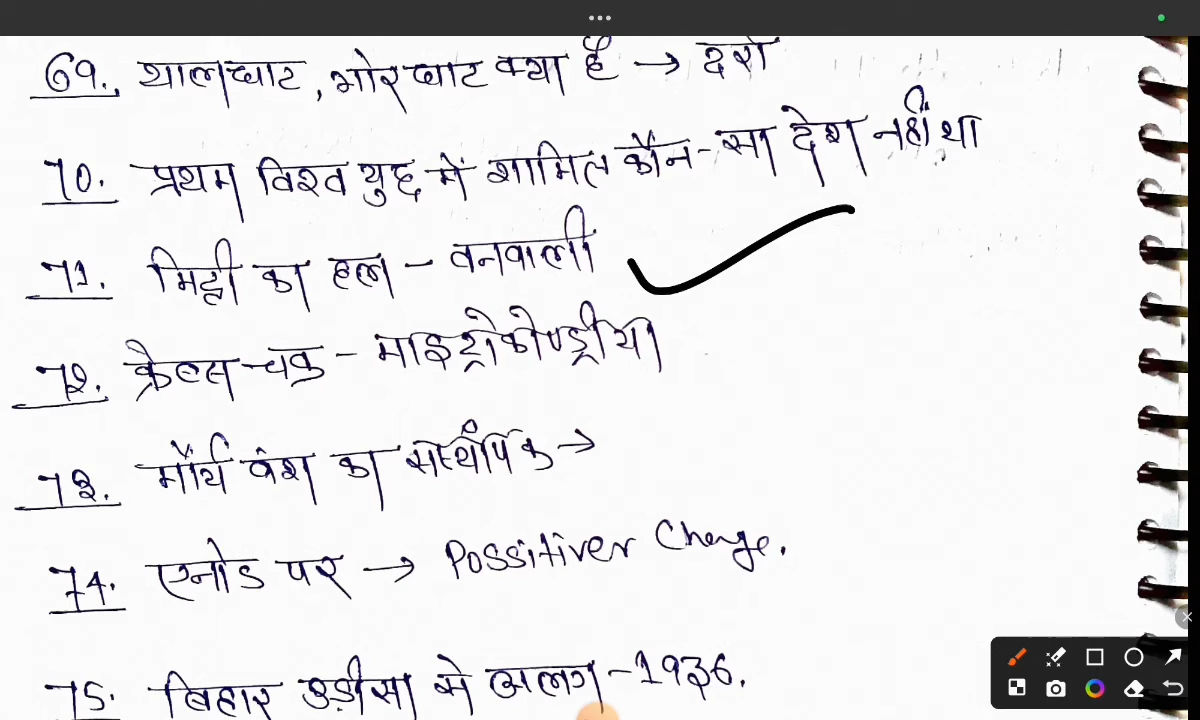 69. थालघाट, भोरघाट क्या है → दर्रा
70. प्रथम विश्व युद्ध में शामिल कौन-सा देश नहीं था
71. मिट्टी का हल - वनवाली
72. क्रेब्स-चक्र - माइट्रोकोण्ड्रीया
73. मौर्य वंश का संस्थापक →
74. एनोड पर → Possitiver Charge.
75. बिहार उड़ीसा से अलग - 1936.